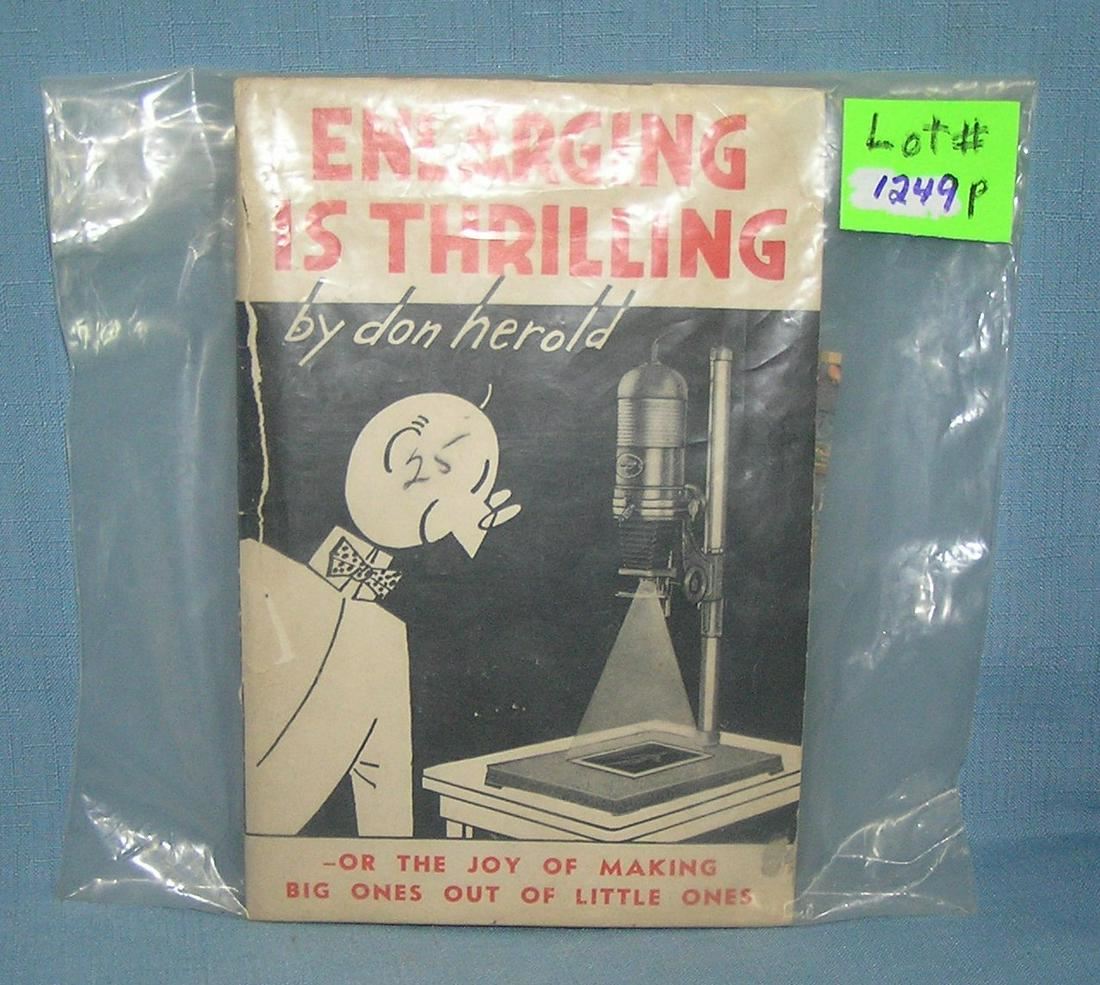 ENLARGING
IS THRILLING
by don herold
25
–OR THE JOY OF MAKING
BIG ONES OUT OF LITTLE ONES
Lot#
1249 P